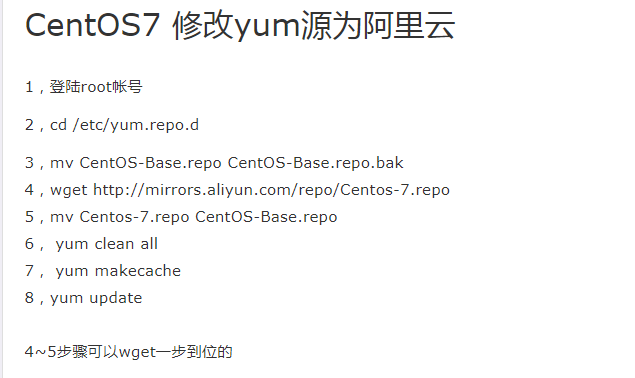 CentOS7 修改yum源为阿里云
1，登陆root帐号
2，cd /etc/yum.repo.d
3，mv CentOS-Base.repo CentOS-Base.repo.bak
4，wget http://mirrors.aliyun.com/repo/Centos-7.repo
5，mv Centos-7.repo CentOS-Base.repo
6， yum clean all
7， yum makecache
8，yum update
4~5步骤可以wget一步到位的